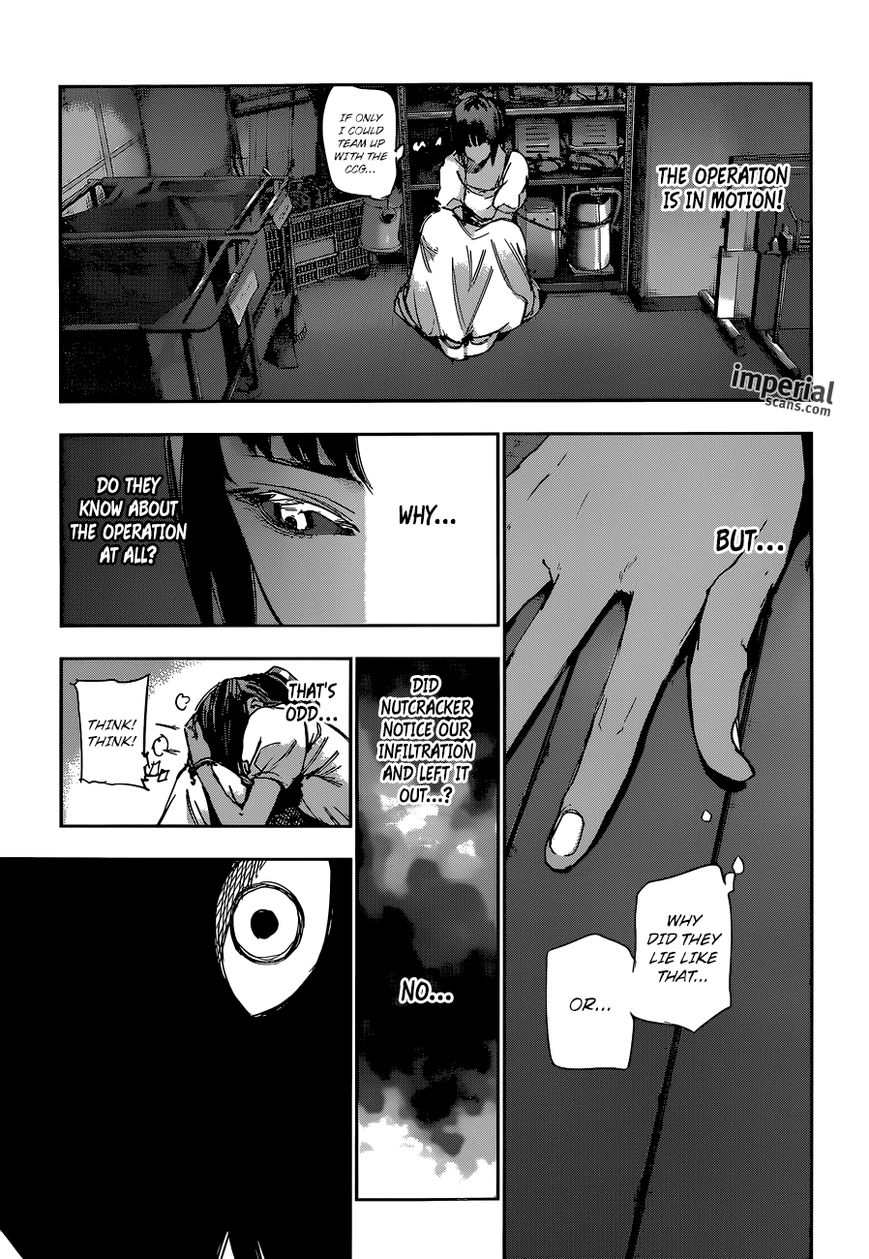 THE OPERATION
IS IN MOTION!
IF ONLY
I COULD
TEAM UP
WITH THE
CCG...
imperial
scans.com
BUT...
WHY
DID THEY
LIE LIKE
THAT...
OR...
WHY...
DO THEY
KNOW ABOUT
THE OPERATION
AT ALL?
DID
NUTCRACKER
NOTICE OUR
INFILTRATION
AND LEFT IT
OUT...?
NO...
THAT'S
ODD...
THINK!
THINK!